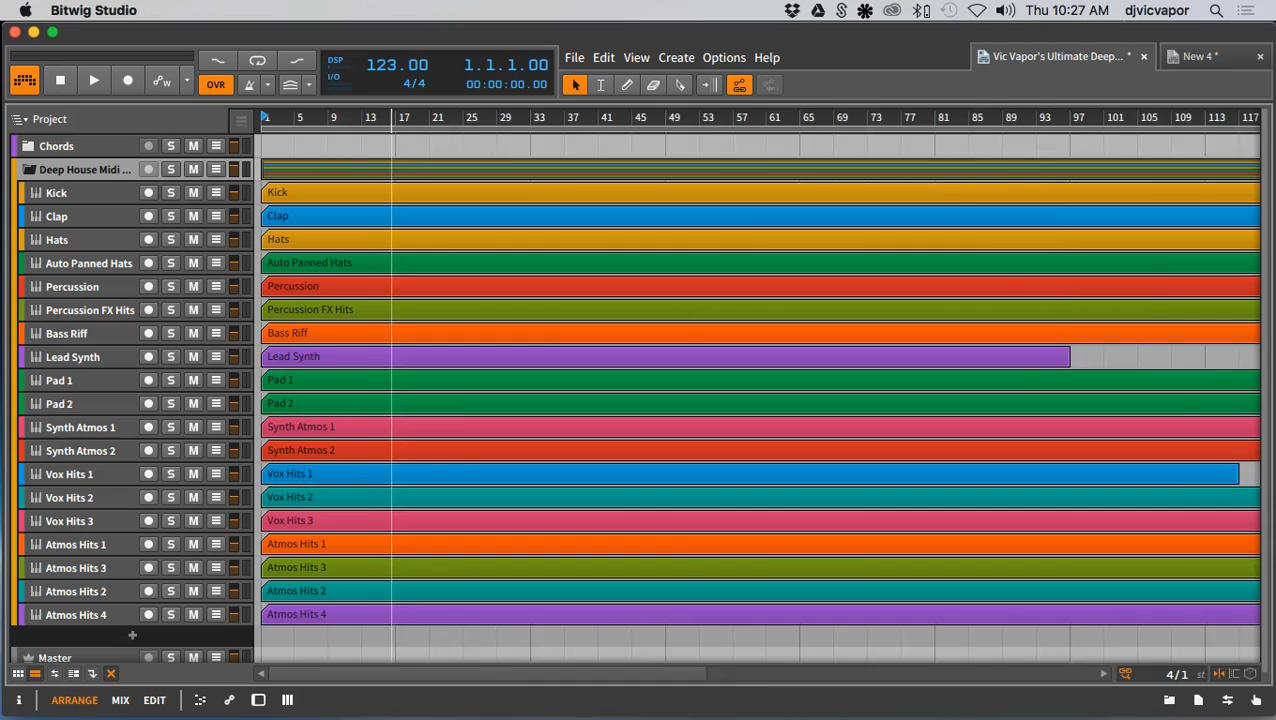 Bitwig Studio
Thu 10:27 AM djvicvapor
DSP 123.00 1.1.1.00
I/O 4/4 00:00:00.00
OVR
File Edit View Create Options Help
Vic Vapor's Ultimate Deep... * New 4 *
Project
1 5 9 13 17 21 25 29 33 37 41 45 49 53 57 61 65 69 73 77 81 85 89 93 97 101 105 109 113 117
Chords S M
Deep House Midi ... S M
Kick S M Kick
Clap S M Clap
Hats S M Hats
Auto Panned Hats S M Auto Panned Hats
Percussion S M Percussion
Percussion FX Hits S M Percussion FX Hits
Bass Riff S M Bass Riff
Lead Synth S M Lead Synth
Pad 1 S M Pad 1
Pad 2 S M Pad 2
Synth Atmos 1 S M Synth Atmos 1
Synth Atmos 2 S M Synth Atmos 2
Vox Hits 1 S M Vox Hits 1
Vox Hits 2 S M Vox Hits 2
Vox Hits 3 S M Vox Hits 3
Atmos Hits 1 S M Atmos Hits 1
Atmos Hits 3 S M Atmos Hits 3
Atmos Hits 2 S M Atmos Hits 2
Atmos Hits 4 S M Atmos Hits 4
Master S M
4/1 st
ARRANGE MIX EDIT